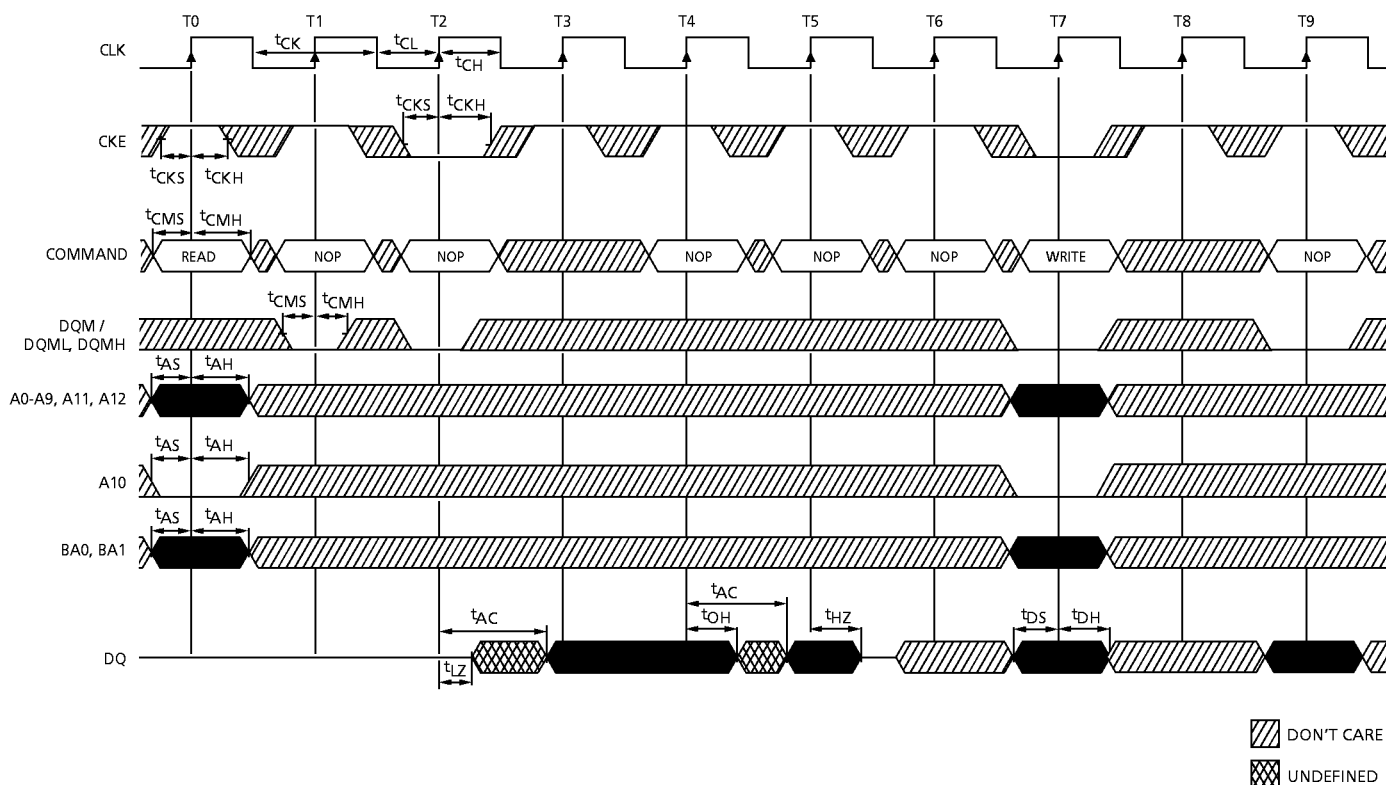 T0 T1 T2 T3 T4 T5 T6 T7 T8 T9
CLK tCK tCL tCH
tCKS tCKH
CKE
tCKS tCKH
tCMS tCMH
COMMAND READ NOP NOP NOP NOP NOP WRITE NOP
tCMS tCMH
DQM /
DQML, DQMH
tAS tAH
A0-A9, A11, A12
tAS tAH
A10
tAS tAH
BA0, BA1
tAC
tAC tOH tHZ tDS tDH
DQ
tLZ
DON'T CARE
UNDEFINED